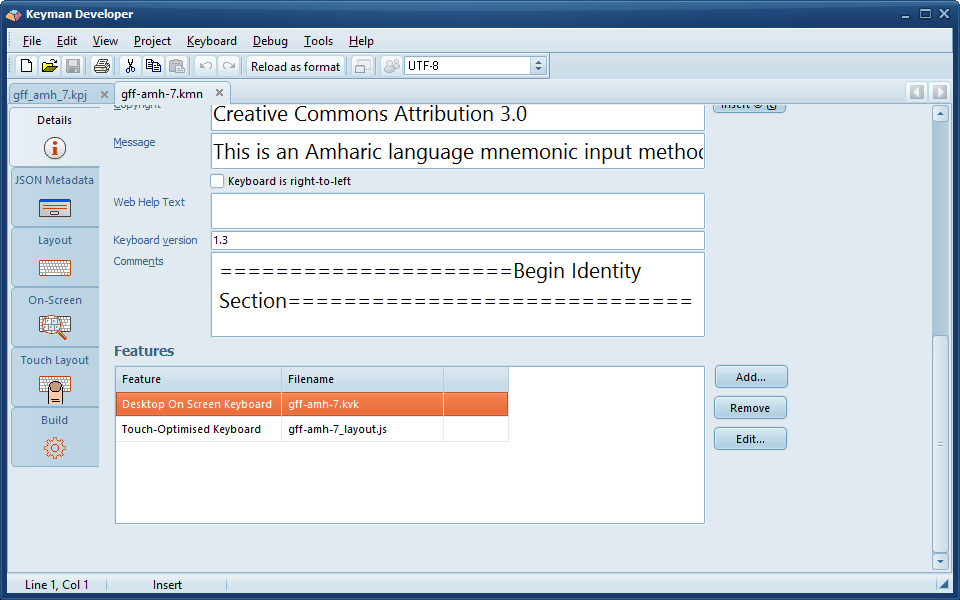 Keyman Developer
File Edit View Project Keyboard Debug Tools Help
Reload as format UTF-8
gff_amh_7.kpj gff-amh-7.kmn
Details
JSON Metadata
Layout
On-Screen
Touch Layout
Build
Copyright Creative Commons Attribution 3.0 Insert ©
Message This is an Amharic language mnemonic input method
Keyboard is right-to-left
Web Help Text
Keyboard version 1.3
Comments =====================Begin Identity
Section=============================
Features
Feature Filename
Desktop On Screen Keyboard gff-amh-7.kvk
Touch-Optimised Keyboard gff-amh-7_layout.js
Add...
Remove
Edit...
Line 1, Col 1 Insert